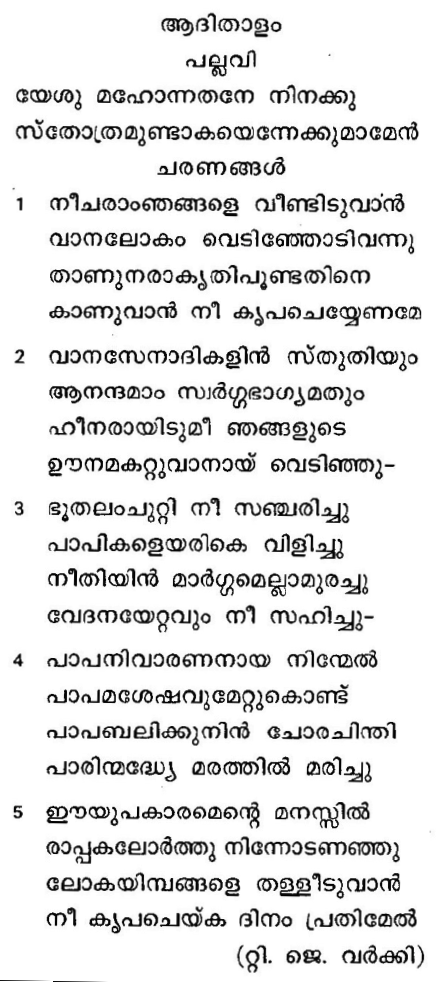 ആദിതാളം
പല്ലവി
യേശു മഹോന്നതനേ നിനക്കു
സ്തോത്രമുണ്ടാകയെന്നേക്കുമാമേൻ
ചരണങ്ങൾ
1 നീചരാംഞങ്ങളെ വീണ്ടിടുവാൻ
വാനലോകം വെടിഞ്ഞോടിവന്നു
താണുനരാകൃതിപൂണ്ടതിനെ
കാണുവാൻ നീ കൃപചെയ്യേണമേ
2 വാനസേനാദികളിൻ സ്തുതിയും
ആനന്ദമാം സ്വർഗ്ഗഭാഗ്യമതും
ഹീനരായിടുമീ ഞങ്ങളുടെ
ഊനമകറ്റുവാനായ് വെടിഞ്ഞു-
3 ഭൂതലംചുറ്റി നീ സഞ്ചരിച്ചു
പാപികളെയരികെ വിളിച്ചു
നീതിയിൻ മാർഗ്ഗമെല്ലാമുരച്ചു
വേദനയേറ്റവും നീ സഹിച്ചു-
4 പാപനിവാരണനായ നിന്മേൽ
പാപമശേഷവുമേറ്റുകൊണ്ട്
പാപബലിക്കുനിൻ ചോരചിന്തി
പാരിന്മദ്ധ്യേ മരത്തിൽ മരിച്ചു
5 ഈയുപകാരമെന്റെ മനസ്സിൽ
രാപ്പകലോർത്തു നിന്നോടണഞ്ഞു
ലോകയിമ്പങ്ങളെ തള്ളീടുവാൻ
നീ കൃപചെയ്ക ദിനം പ്രതിമേൽ
(റ്റി. ജെ. വർക്കി)